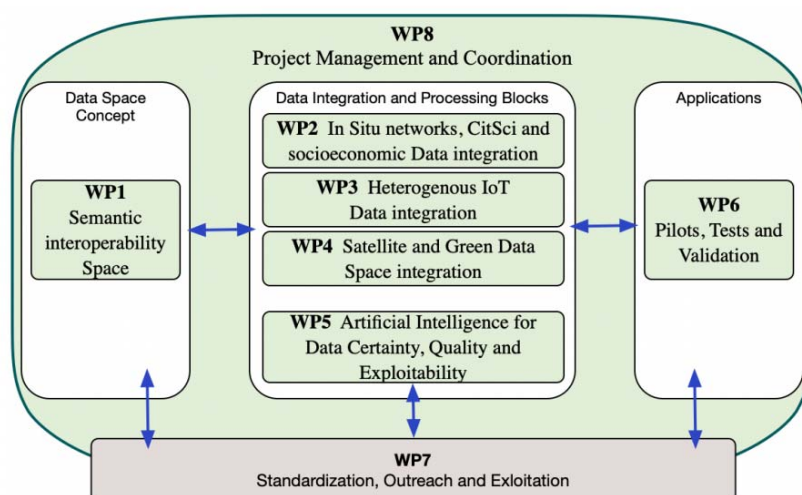 WP8
Project Management and Coordination
Data Space
Concept
WP1
Semantic
interoperability
Space
Data Integration and Processing Blocks
WP2 In Situ networks, CitSci and
socioeconomic Data integration
WP3 Heterogenous IoT
Data integration
WP4 Satellite and Green Data
Space integration
WP5 Artificial Intelligence for
Data Certainty, Quality and
Exploitability
Applications
WP6
Pilots, Tests and
Validation
WP7
Standardization, Outreach and Exloitation